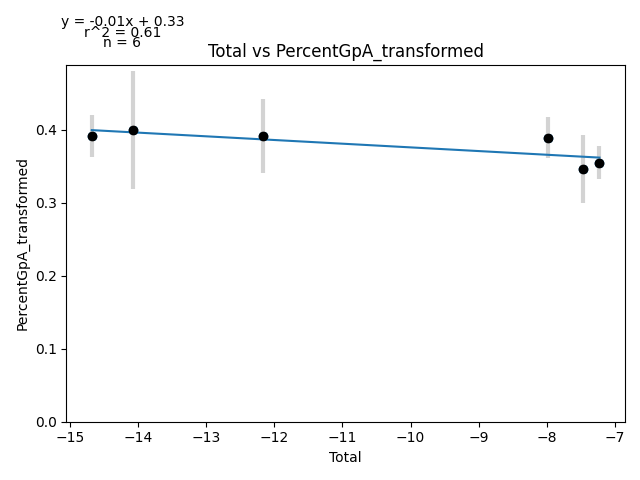 y = -0.01x + 0.33
r^2 = 0.61
n = 6
Total vs PercentGpA_transformed
PercentGpA_transformed
0.4
0.3
0.2
0.1
0.0
−15 −14 −13 −12 −11 −10 −9 −8 −7
Total